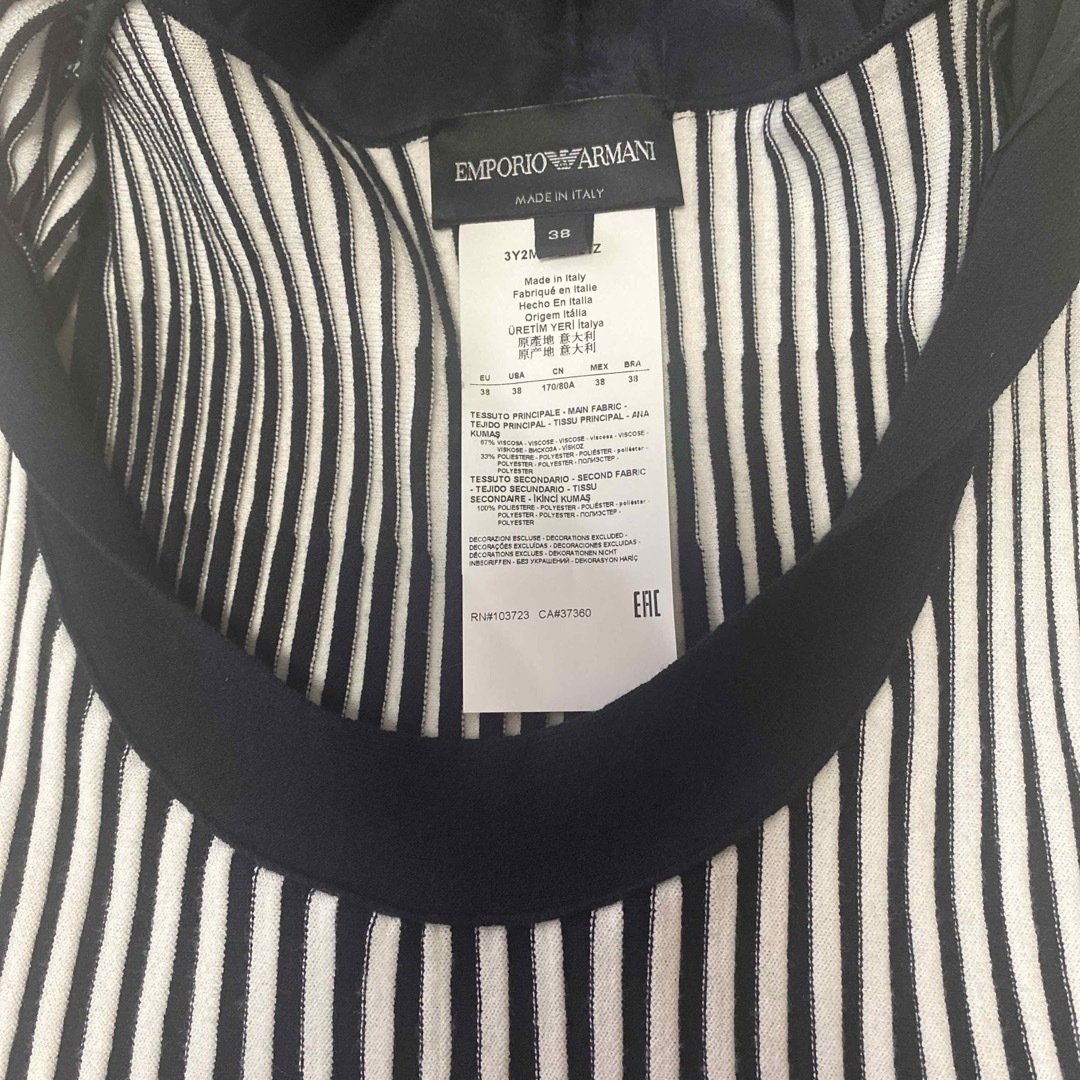 EMPORIO ARMANI
MADE IN ITALY
38
Made in Italy
Fabriqué en Italie
Hecho En Italia
Origem Itália
ÜRETİM YERİ İtalya
原產地 意大利
原产地 意大利
EU USA CN MEX BRA
38 38 170/80A 38 38
TESSUTO PRINCIPALE - MAIN FABRIC -
TEJIDO PRINCIPAL - TISSU PRINCIPAL - ANA
KUMAŞ
67% VISCOSA - VISCOSE - VISCOSE - viscosa - VISCOSE -
VISKOSE - ВИСКОЗА - VİSKOZ
33% POLIESTERE - POLYESTER - POLIÉSTER - poliéster -
POLYESTER - POLYESTER - ПОЛИЭСТЕР -
POLYESTER
TESSUTO SECONDARIO - SECOND FABRIC
- TEJIDO SECUNDARIO - TISSU
SECONDAIRE - İKİNCİ KUMAŞ
100% POLIESTERE - POLYESTER - POLIÉSTER - poliéster -
POLYESTER - POLYESTER - ПОЛИЭСТЕР -
POLYESTER
DECORAZIONI ESCLUSE - DECORATIONS EXCLUDED -
DECORAÇÕES EXCLUÍDAS - DECORACIONES EXCLUIDAS -
DÉCORATIONS EXCLUES - DEKORATIONEN NICHT
INBEGRIFFEN - БЕЗ УКРАШЕНИЙ - DEKORASYON HARİÇ
RN#103723 CA#37360
EAC